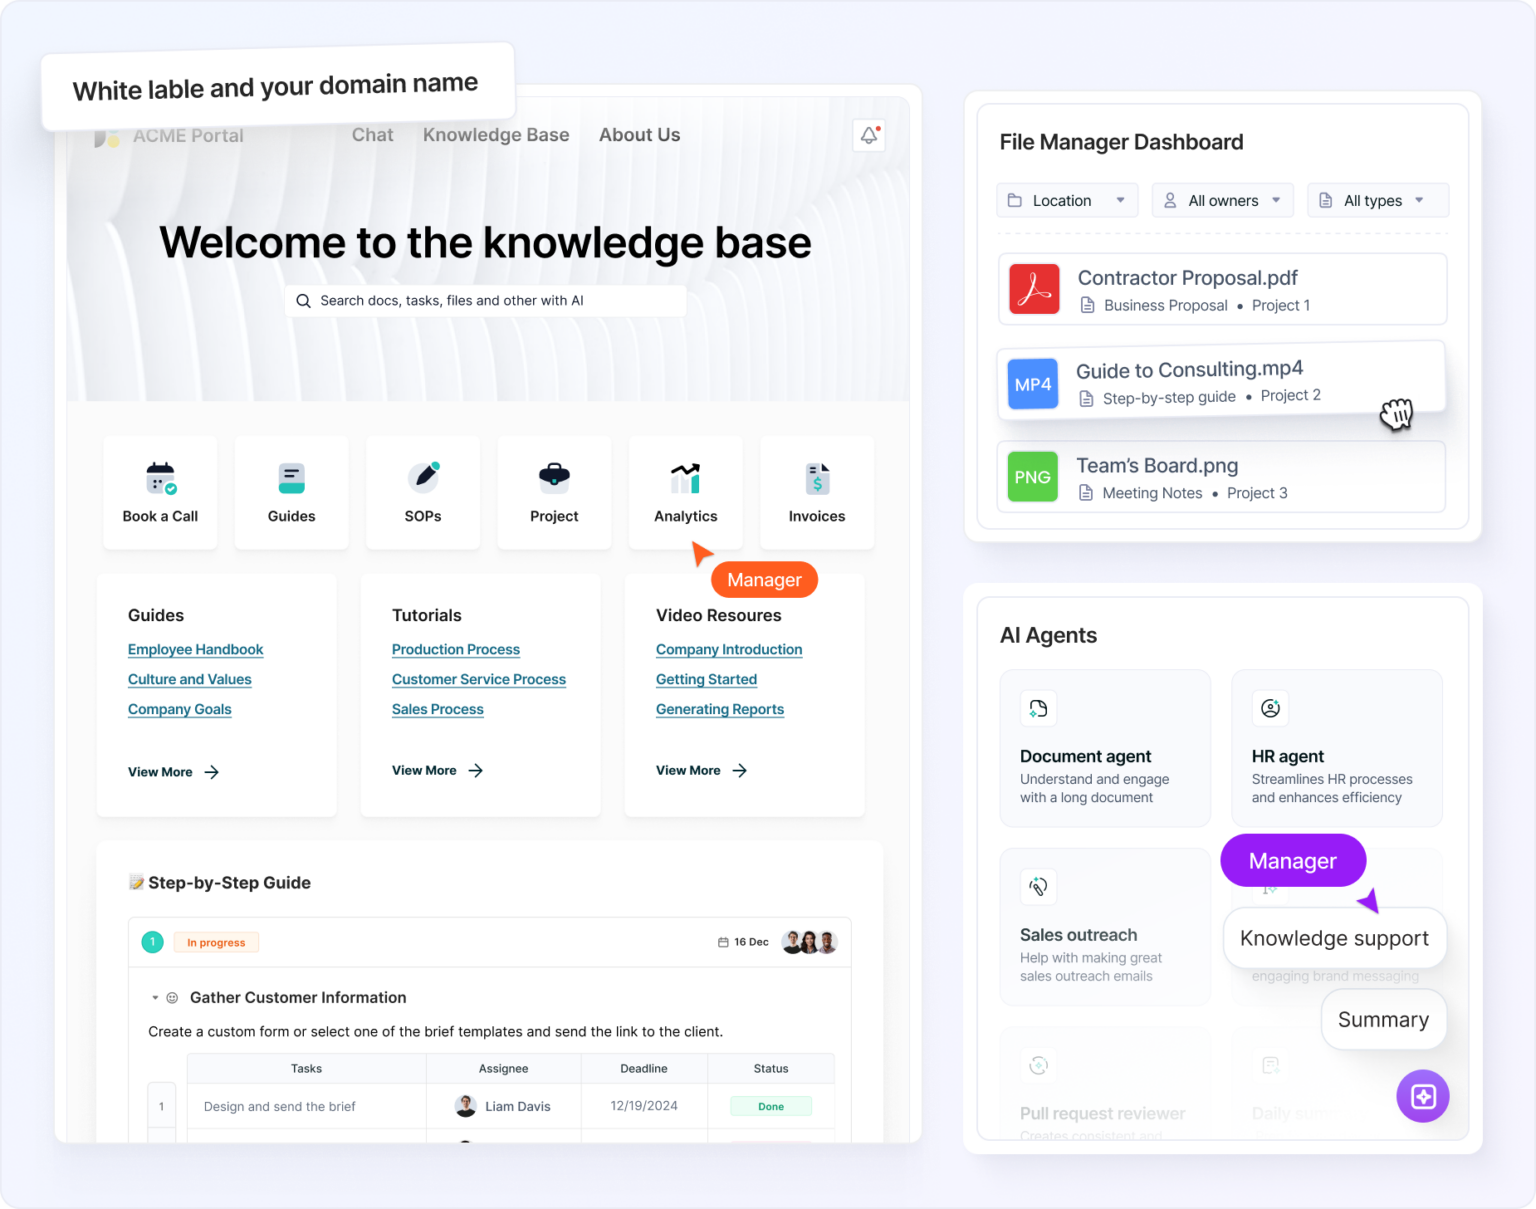 White lable and your domain name
ACME Portal
Chat
Knowledge Base
About Us
Welcome to the knowledge base
Search docs, tasks, files and other with AI
Book a Call
Guides
SOPs
Project
Analytics
Invoices
Manager
Guides
Employee Handbook
Culture and Values
Company Goals
View More
Tutorials
Production Process
Customer Service Process
Sales Process
View More
Video Resoures
Company Introduction
Getting Started
Generating Reports
View More
Step-by-Step Guide
1
In progress
16 Dec
Gather Customer Information
Create a custom form or select one of the brief templates and send the link to the client.
Tasks
Assignee
Deadline
Status
1
Design and send the brief
Liam Davis
12/19/2024
Done
File Manager Dashboard
Location
All owners
All types
Contractor Proposal.pdf
Business Proposal • Project 1
MP4
Guide to Consulting.mp4
Step-by-step guide • Project 2
PNG
Team's Board.png
Meeting Notes • Project 3
AI Agents
Document agent
Understand and engage
with a long document
HR agent
Streamlines HR processes
and enhances efficiency
Sales outreach
Help with making great
sales outreach emails
Manager
Knowledge support
engaging brand messaging
Summary
Pull request reviewer
Creates consistent and
Daily